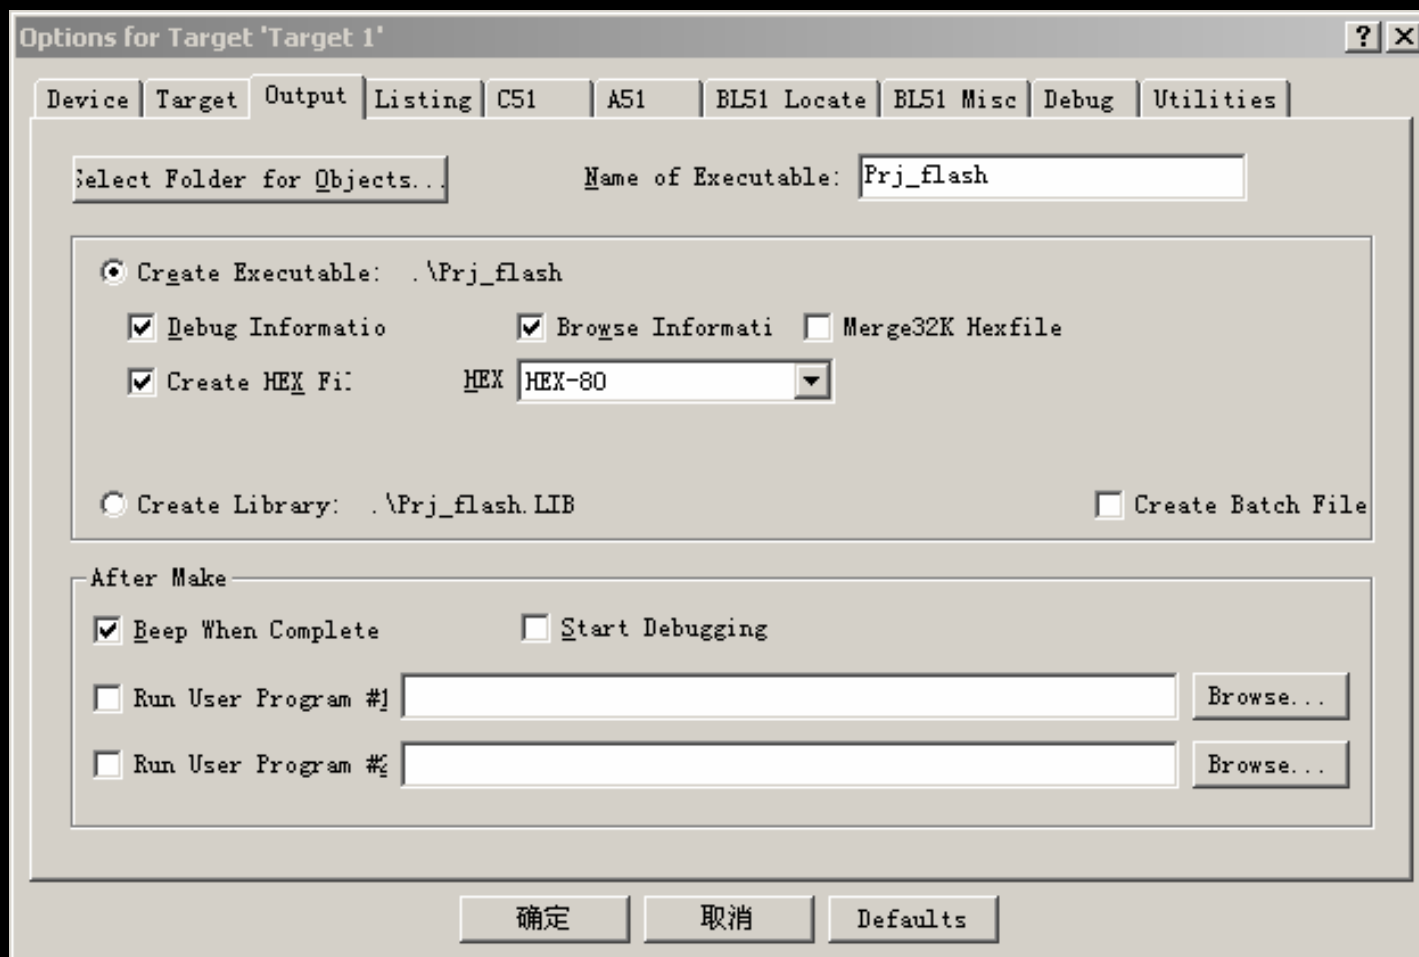 Options for Target 'Target 1'
Device Target Output Listing C51 A51 BL51 Locate BL51 Misc Debug Utilities
Select Folder for Objects... Name of Executable: Prj_flash
Create Executable: .\Prj_flash
Debug Informatio Browse Informati Merge32K Hexfile
Create HEX Fi HEX HEX-80
Create Library: .\Prj_flash.LIB Create Batch File
After Make
Beep When Complete Start Debugging
Run User Program #1 Browse...
Run User Program #2 Browse...
确定 取消 Defaults